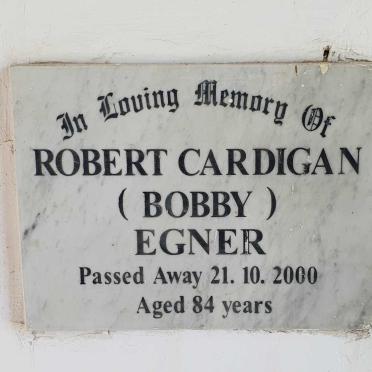 In Loving Memory Of
ROBERT CARDIGAN
( BOBBY )
EGNER
Passed Away 21. 10. 2000
Aged 84 years